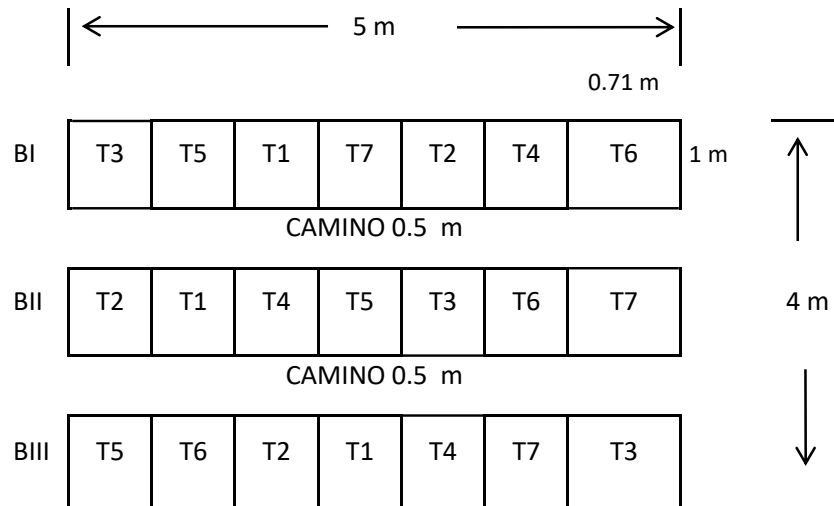 5 m
0.71 m
BI T3 T5 T1 T7 T2 T4 T6 1 m
CAMINO 0.5 m
BII T2 T1 T4 T5 T3 T6 T7 4 m
CAMINO 0.5 m
BIII T5 T6 T2 T1 T4 T7 T3